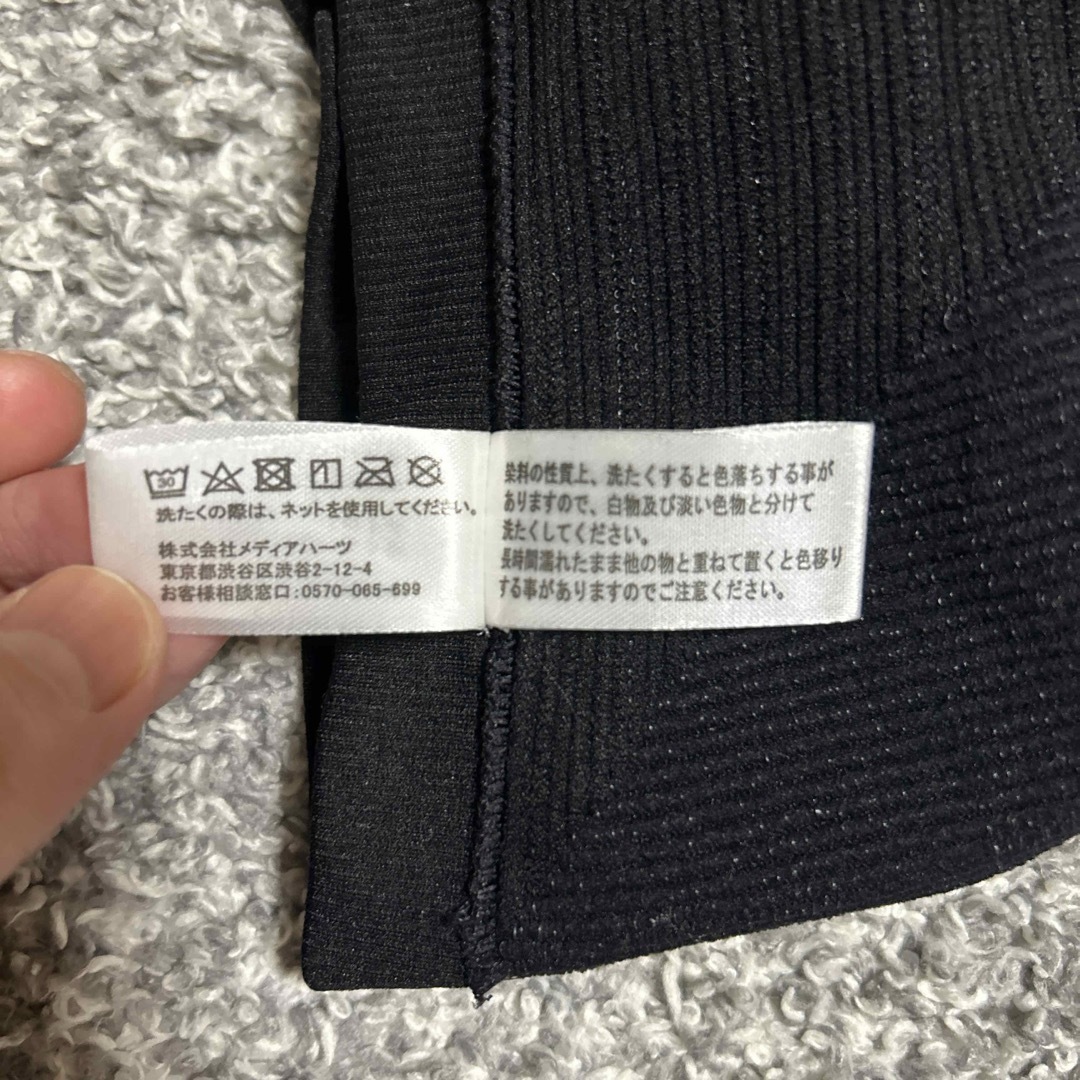 30
洗たくの際は、ネットを使用してください。
株式会社メディアハーツ
東京都渋谷区渋谷2-12-4
お客様相談窓口:0570-065-699
染料の性質上、洗たくすると色落ちする事が
ありますので、白物及び淡い色物と分けて
洗たくしてください。
長時間濡れたまま他の物と重ねて置くと色移り
する事がありますのでご注意ください。